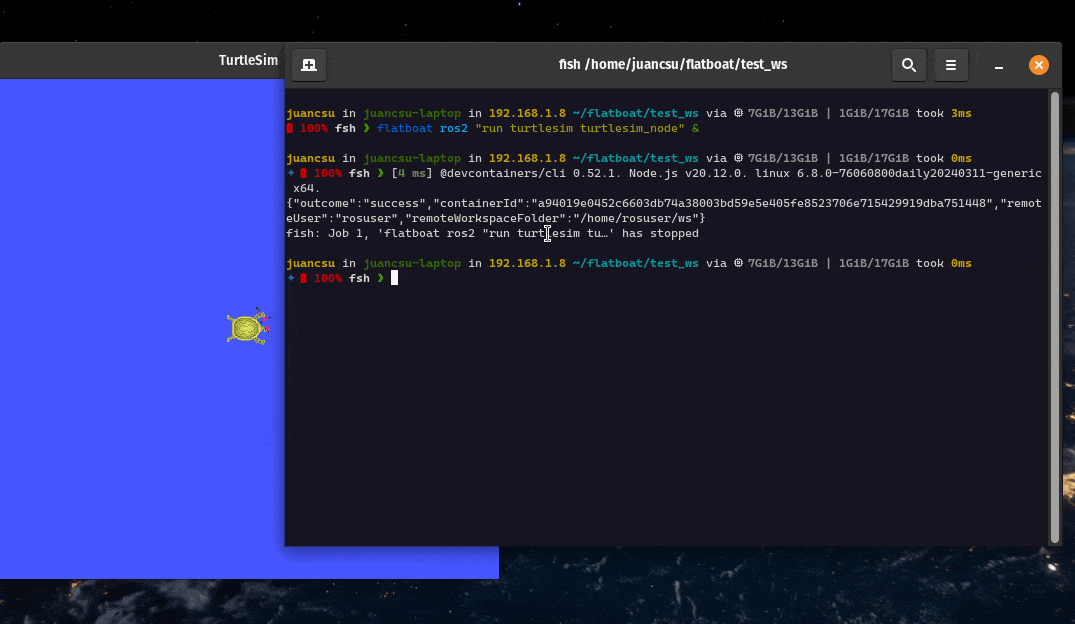 TurtleSim
fish /home/juancsu/flatboat/test_ws
juancsu in juancsu-laptop in 192.168.1.8 ~/flatboat/test_ws via 7GiB/13GiB | 1GiB/17GiB took 3ms
100% fsh ❯ flatboat ros2 "run turtlesim turtlesim_node" &
juancsu in juancsu-laptop in 192.168.1.8 ~/flatboat/test_ws via 7GiB/13GiB | 1GiB/17GiB took 0ms
✦ 100% fsh ❯ [4 ms] @devcontainers/cli 0.52.1. Node.js v20.12.0. linux 6.8.0-76060800daily20240311-generic
x64.
{"outcome":"success","containerId":"a94019e0452c6603db74a38003bd59e5e405fe8523706e715429919dba751448","remot
eUser":"rosuser","remoteWorkspaceFolder":"/home/rosuser/ws"}
fish: Job 1, 'flatboat ros2 "run turtlesim tu…' has stopped
juancsu in juancsu-laptop in 192.168.1.8 ~/flatboat/test_ws via 7GiB/13GiB | 1GiB/17GiB took 0ms
✦ 100% fsh ❯